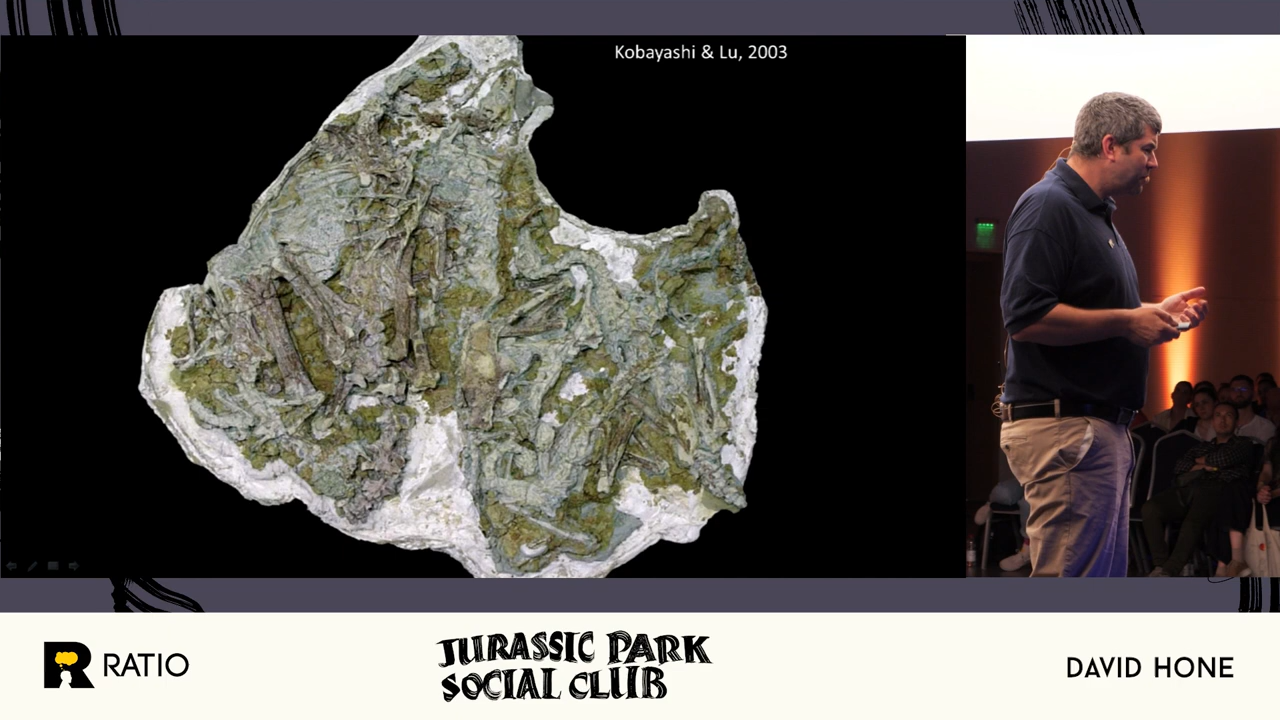 Kobayashi & Lu, 2003
R RATIO
JURASSIC PARK
SOCIAL CLUB
DAVID HONE